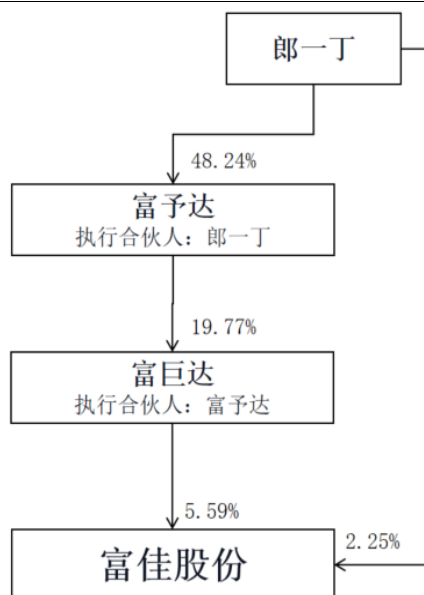 郎一丁
48.24%
富予达
执行合伙人：郎一丁
19.77%
富巨达
执行合伙人：富予达
5.59%
2.25%
富佳股份